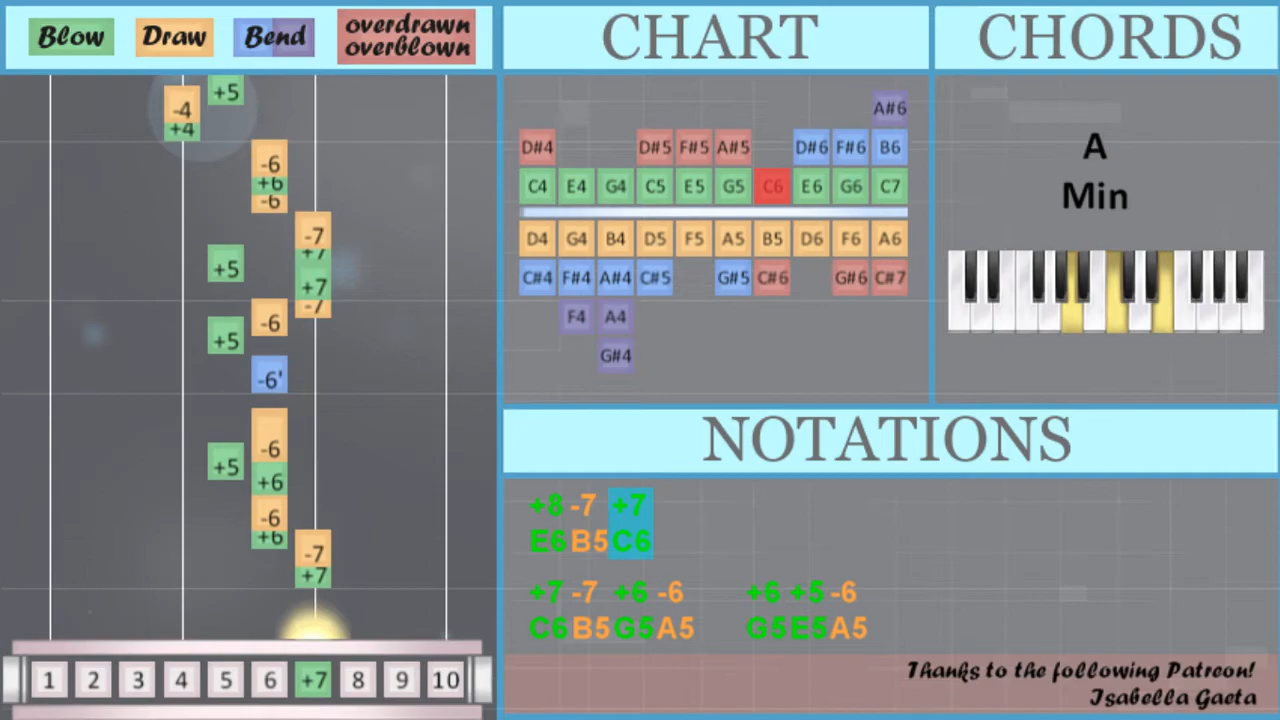 Blow Draw Bend overdrawn
overblown
CHART
CHORDS
+5
-4
+4
-6
+6
-6
-7
+7
+5
+7
-7
-6
+5
-6'
-6
+5
+6
-6
+6
-7
+7
1 2 3 4 5 6 +7 8 9 10
A#6
D#4 D#5 F#5 A#5 D#6 F#6 B6
C4 E4 G4 C5 E5 G5 C6 E6 G6 C7
D4 G4 B4 D5 F5 A5 B5 D6 F6 A6
C#4 F#4 A#4 C#5 G#5 C#6 G#6 C#7
F4 A4
G#4
A
Min
NOTATIONS
+8 -7 +7
E6 B5 C6
+7 -7 +6 -6 +6 +5 -6
C6 B5 G5 A5 G5 E5 A5
Thanks to the following Patreon!
Isabella Gaeta